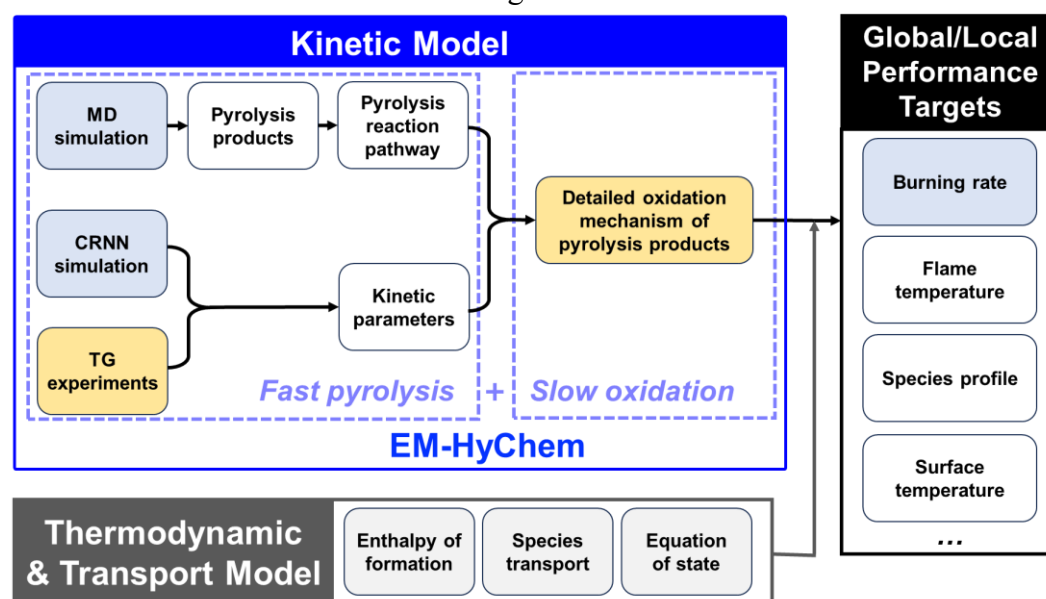 Kinetic Model
MD
simulation
Pyrolysis
products
Pyrolysis
reaction
pathway
CRNN
simulation
TG
experiments
Kinetic
parameters
Fast pyrolysis + Slow oxidation
Detailed oxidation
mechanism of
pyrolysis products
EM-HyChem
Global/Local
Performance
Targets
Burning rate
Flame
temperature
Species profile
Surface
temperature
...
Thermodynamic
& Transport Model
Enthalpy of
formation
Species
transport
Equation
of state